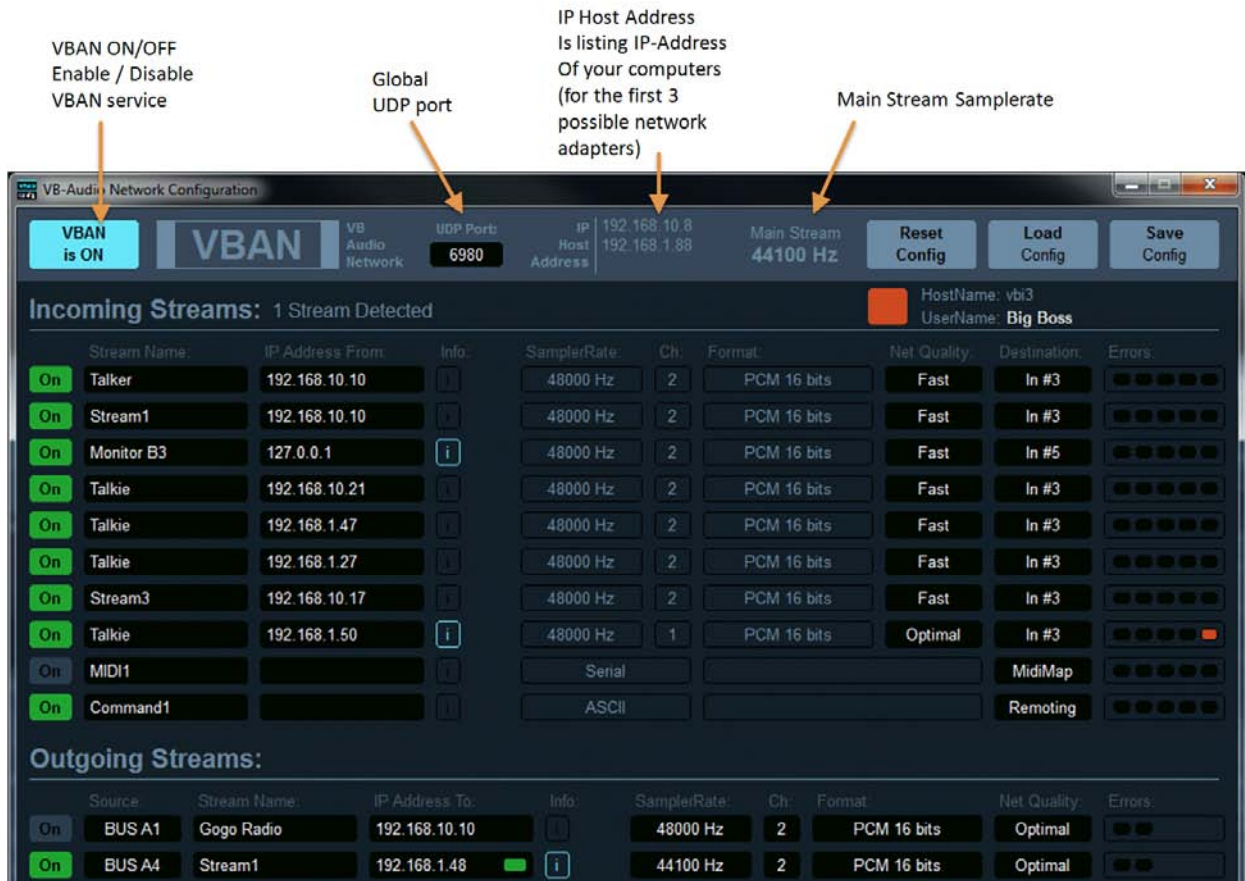 VBAN ON/OFF
Enable / Disable
VBAN service
Global
UDP port
IP Host Address
Is listing IP-Address
Of your computers
(for the first 3
possible network
adapters)
Main Stream Samplerate
VB-Audio Network Configuration
VBAN
is ON
VBAN
VB
Audio
Network
UDP Port:
6980
IP
Host
Address
192.168.10.8
192.168.1.88
Main Stream
44100 Hz
Reset
Config
Load
Config
Save
Config
Incoming Streams: 1 Stream Detected
HostName: vbi3
UserName: Big Boss
Stream Name: IP Address From: Info: SamplerRate: Ch: Format: Net Quality: Destination: Errors:
On Talker 192.168.10.10 i 48000 Hz 2 PCM 16 bits Fast In #3
On Stream1 192.168.10.10 i 48000 Hz 2 PCM 16 bits Fast In #3
On Monitor B3 127.0.0.1 i 48000 Hz 2 PCM 16 bits Fast In #5
On Talkie 192.168.10.21 i 48000 Hz 2 PCM 16 bits Fast In #3
On Talkie 192.168.1.47 i 48000 Hz 2 PCM 16 bits Fast In #3
On Talkie 192.168.1.27 i 48000 Hz 2 PCM 16 bits Fast In #3
On Stream3 192.168.10.17 i 48000 Hz 2 PCM 16 bits Fast In #3
On Talkie 192.168.1.50 i 48000 Hz 1 PCM 16 bits Optimal In #3
On MIDI1 i Serial MidiMap
On Command1 i ASCII Remoting
Outgoing Streams:
Source: Stream Name: IP Address To: Info: SamplerRate: Ch: Format: Net Quality: Errors:
On BUS A1 Gogo Radio 192.168.10.10 i 48000 Hz 2 PCM 16 bits Optimal
On BUS A4 Stream1 192.168.1.48 i 44100 Hz 2 PCM 16 bits Optimal